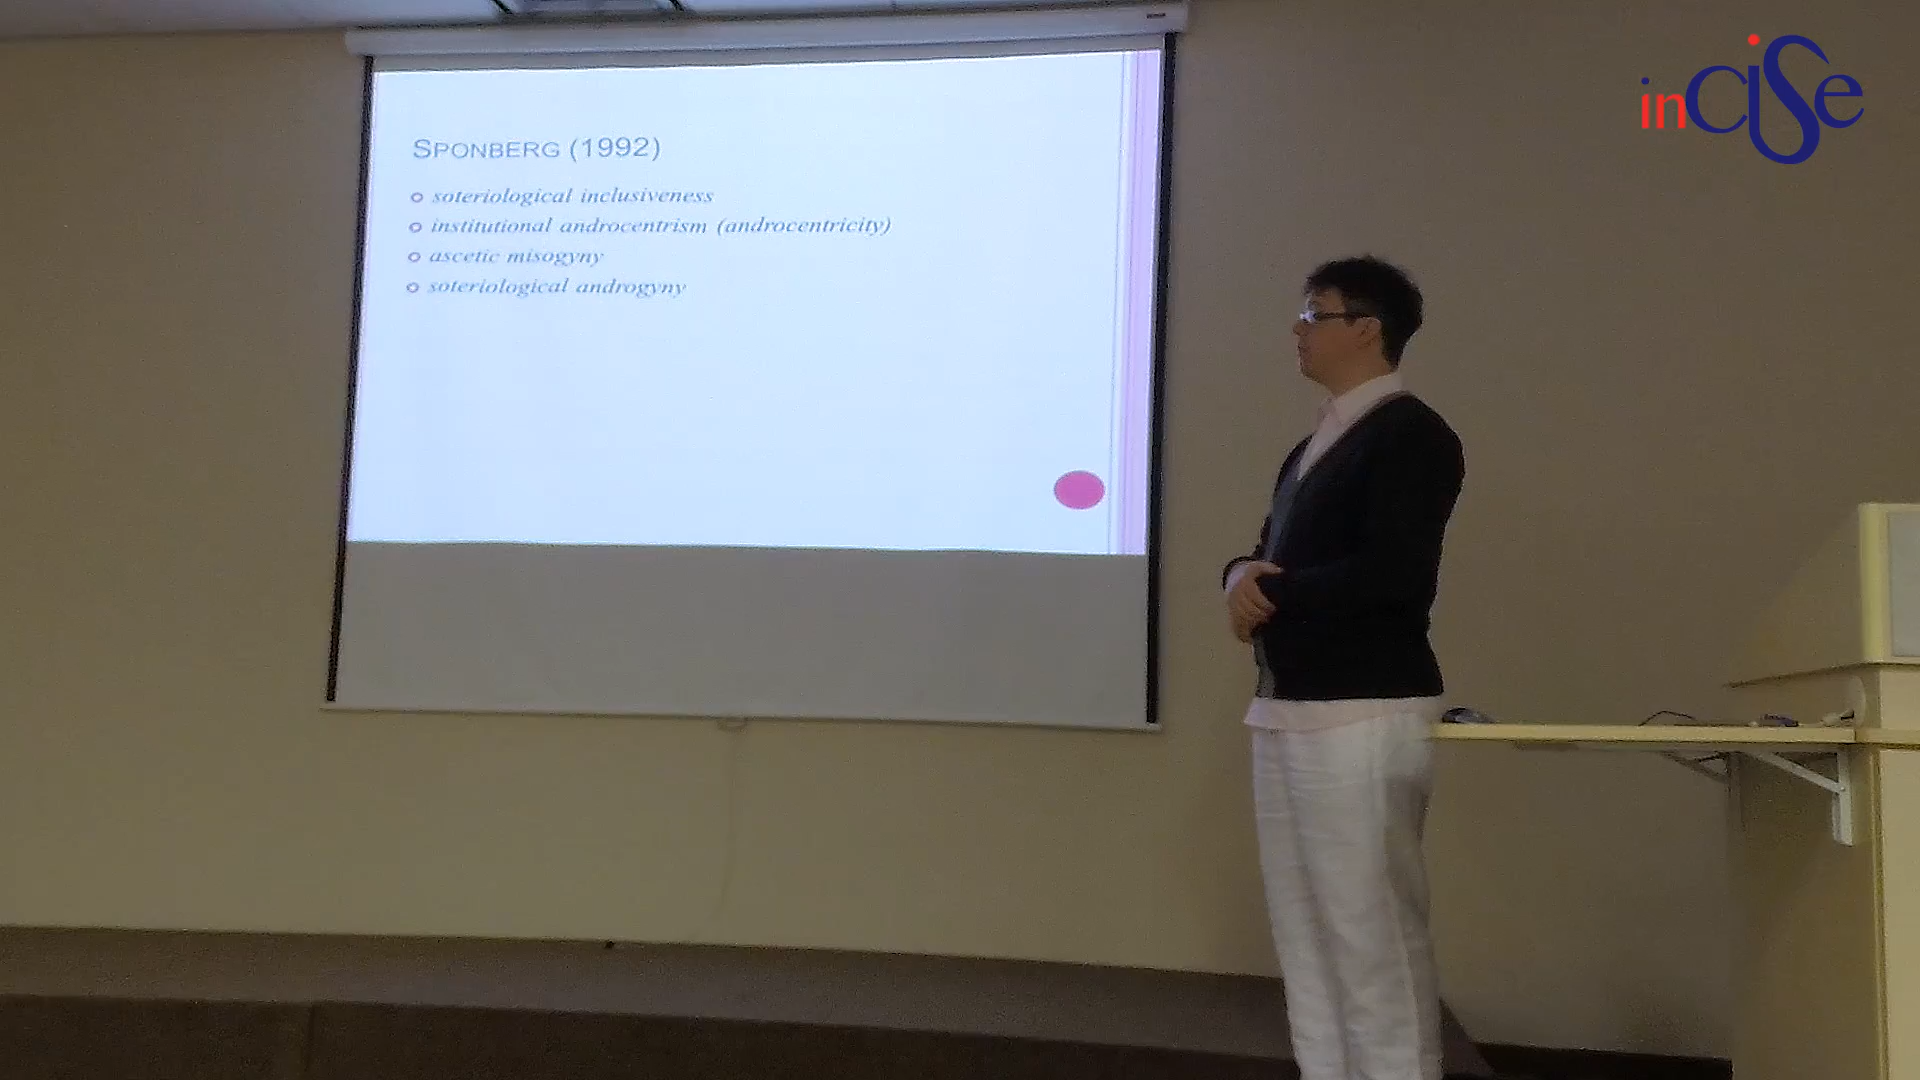 inCISe
SPONBERG (1992)
soteriological inclusiveness
institutional androcentrism (androcentricity)
ascetic misogyny
soteriological androgyny